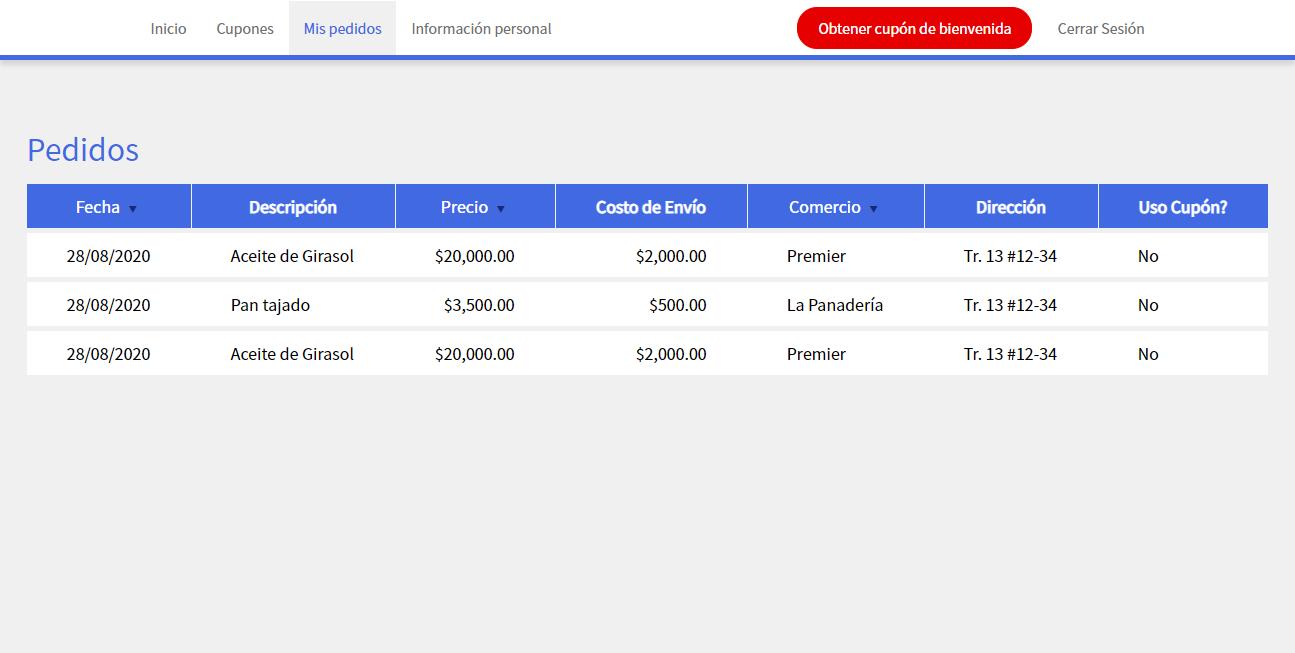 Inicio Cupones Mis pedidos Información personal Obtener cupón de bienvenida Cerrar Sesión
Pedidos
Fecha ▼ Descripción Precio ▼ Costo de Envío Comercio ▼ Dirección Uso Cupón?
28/08/2020 Aceite de Girasol $20,000.00 $2,000.00 Premier Tr. 13 #12-34 No
28/08/2020 Pan tajado $3,500.00 $500.00 La Panadería Tr. 13 #12-34 No
28/08/2020 Aceite de Girasol $20,000.00 $2,000.00 Premier Tr. 13 #12-34 No